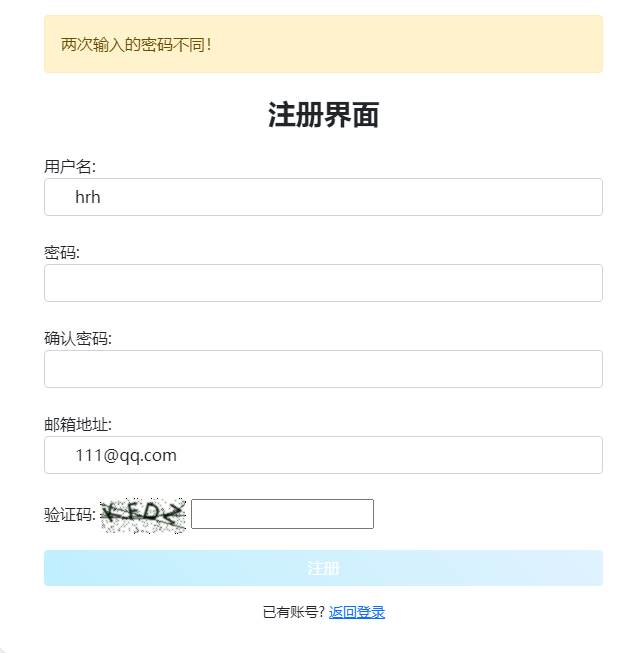 两次输入的密码不同!
注册界面
用户名:
hrh
密码:
确认密码:
邮箱地址:
111@qq.com
验证码:
注册
已有账号? 返回登录